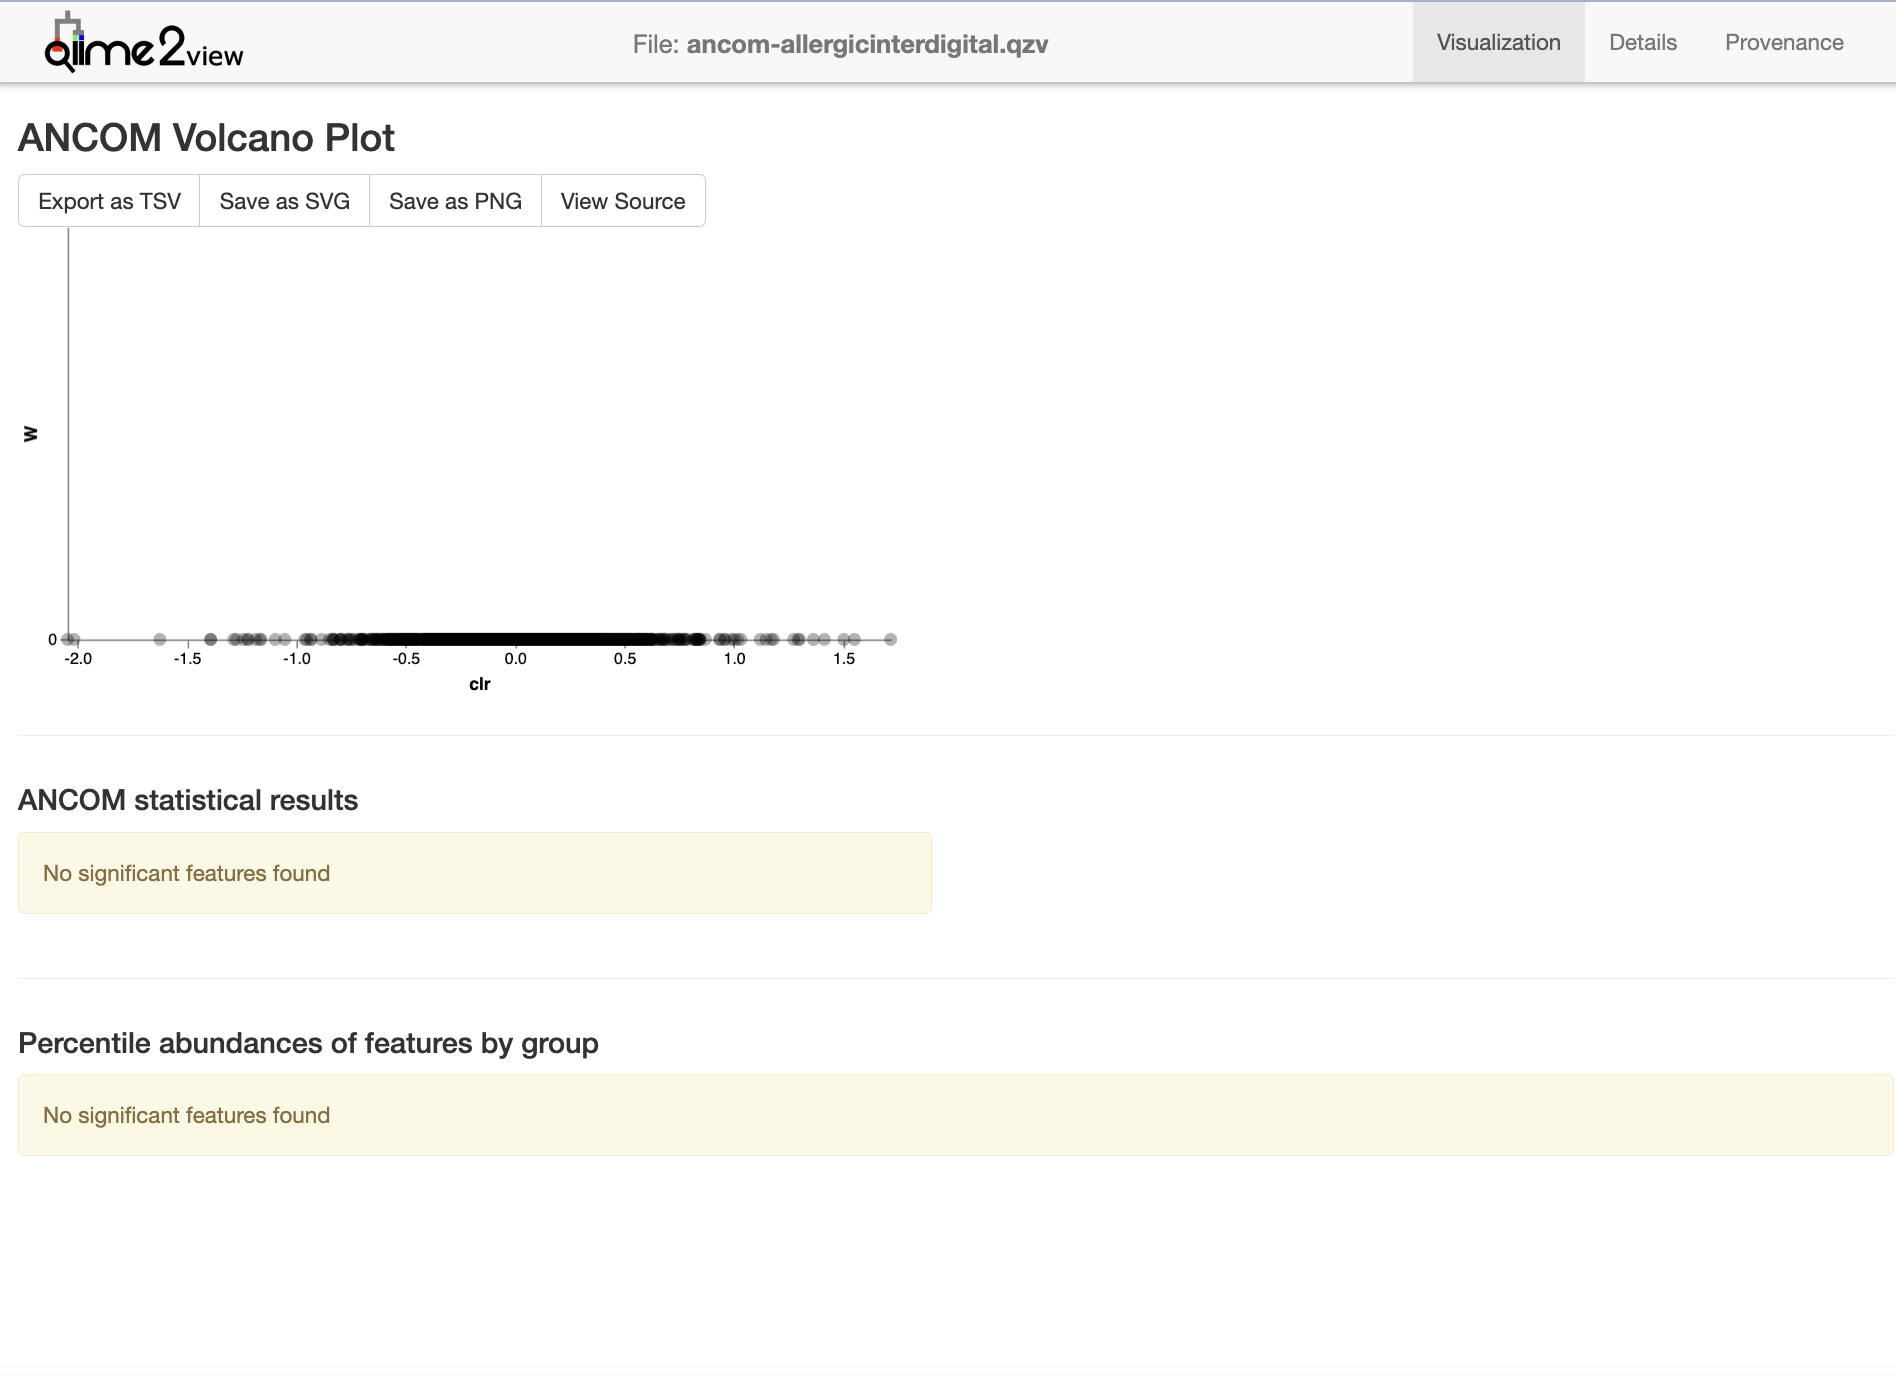 qiime2view
File: ancom-allergicinterdigital.qzv
Visualization
Details
Provenance
ANCOM Volcano Plot
Export as TSV
Save as SVG
Save as PNG
View Source
W
0
-2.0 -1.5 -1.0 -0.5 0.0 0.5 1.0 1.5
clr
ANCOM statistical results
No significant features found
Percentile abundances of features by group
No significant features found